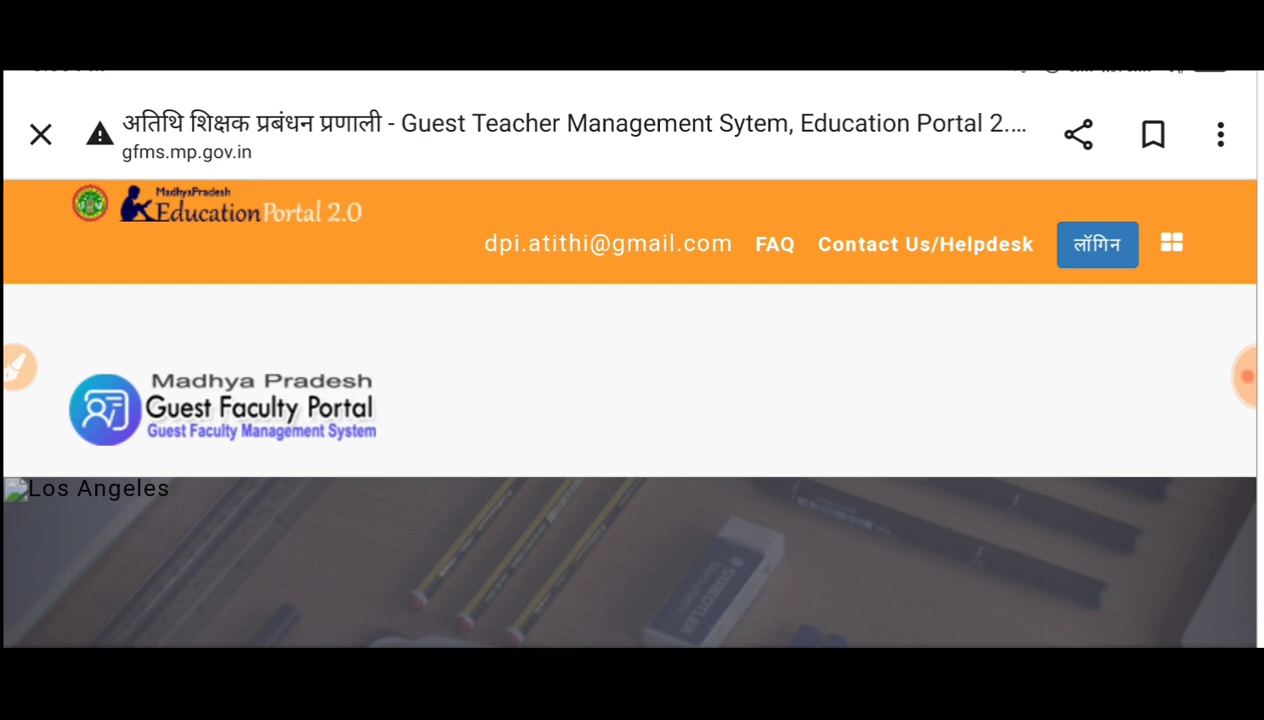 अतिथि शिक्षक प्रबंधन प्रणाली - Guest Teacher Management Sytem, Education Portal 2....
gfms.mp.gov.in
MadhyaPradesh
Education Portal 2.0
dpi.atithi@gmail.com FAQ Contact Us/Helpdesk लॉगिन
Madhya Pradesh
Guest Faculty Portal
Guest Faculty Management System
Los Angeles
STAEDTLER